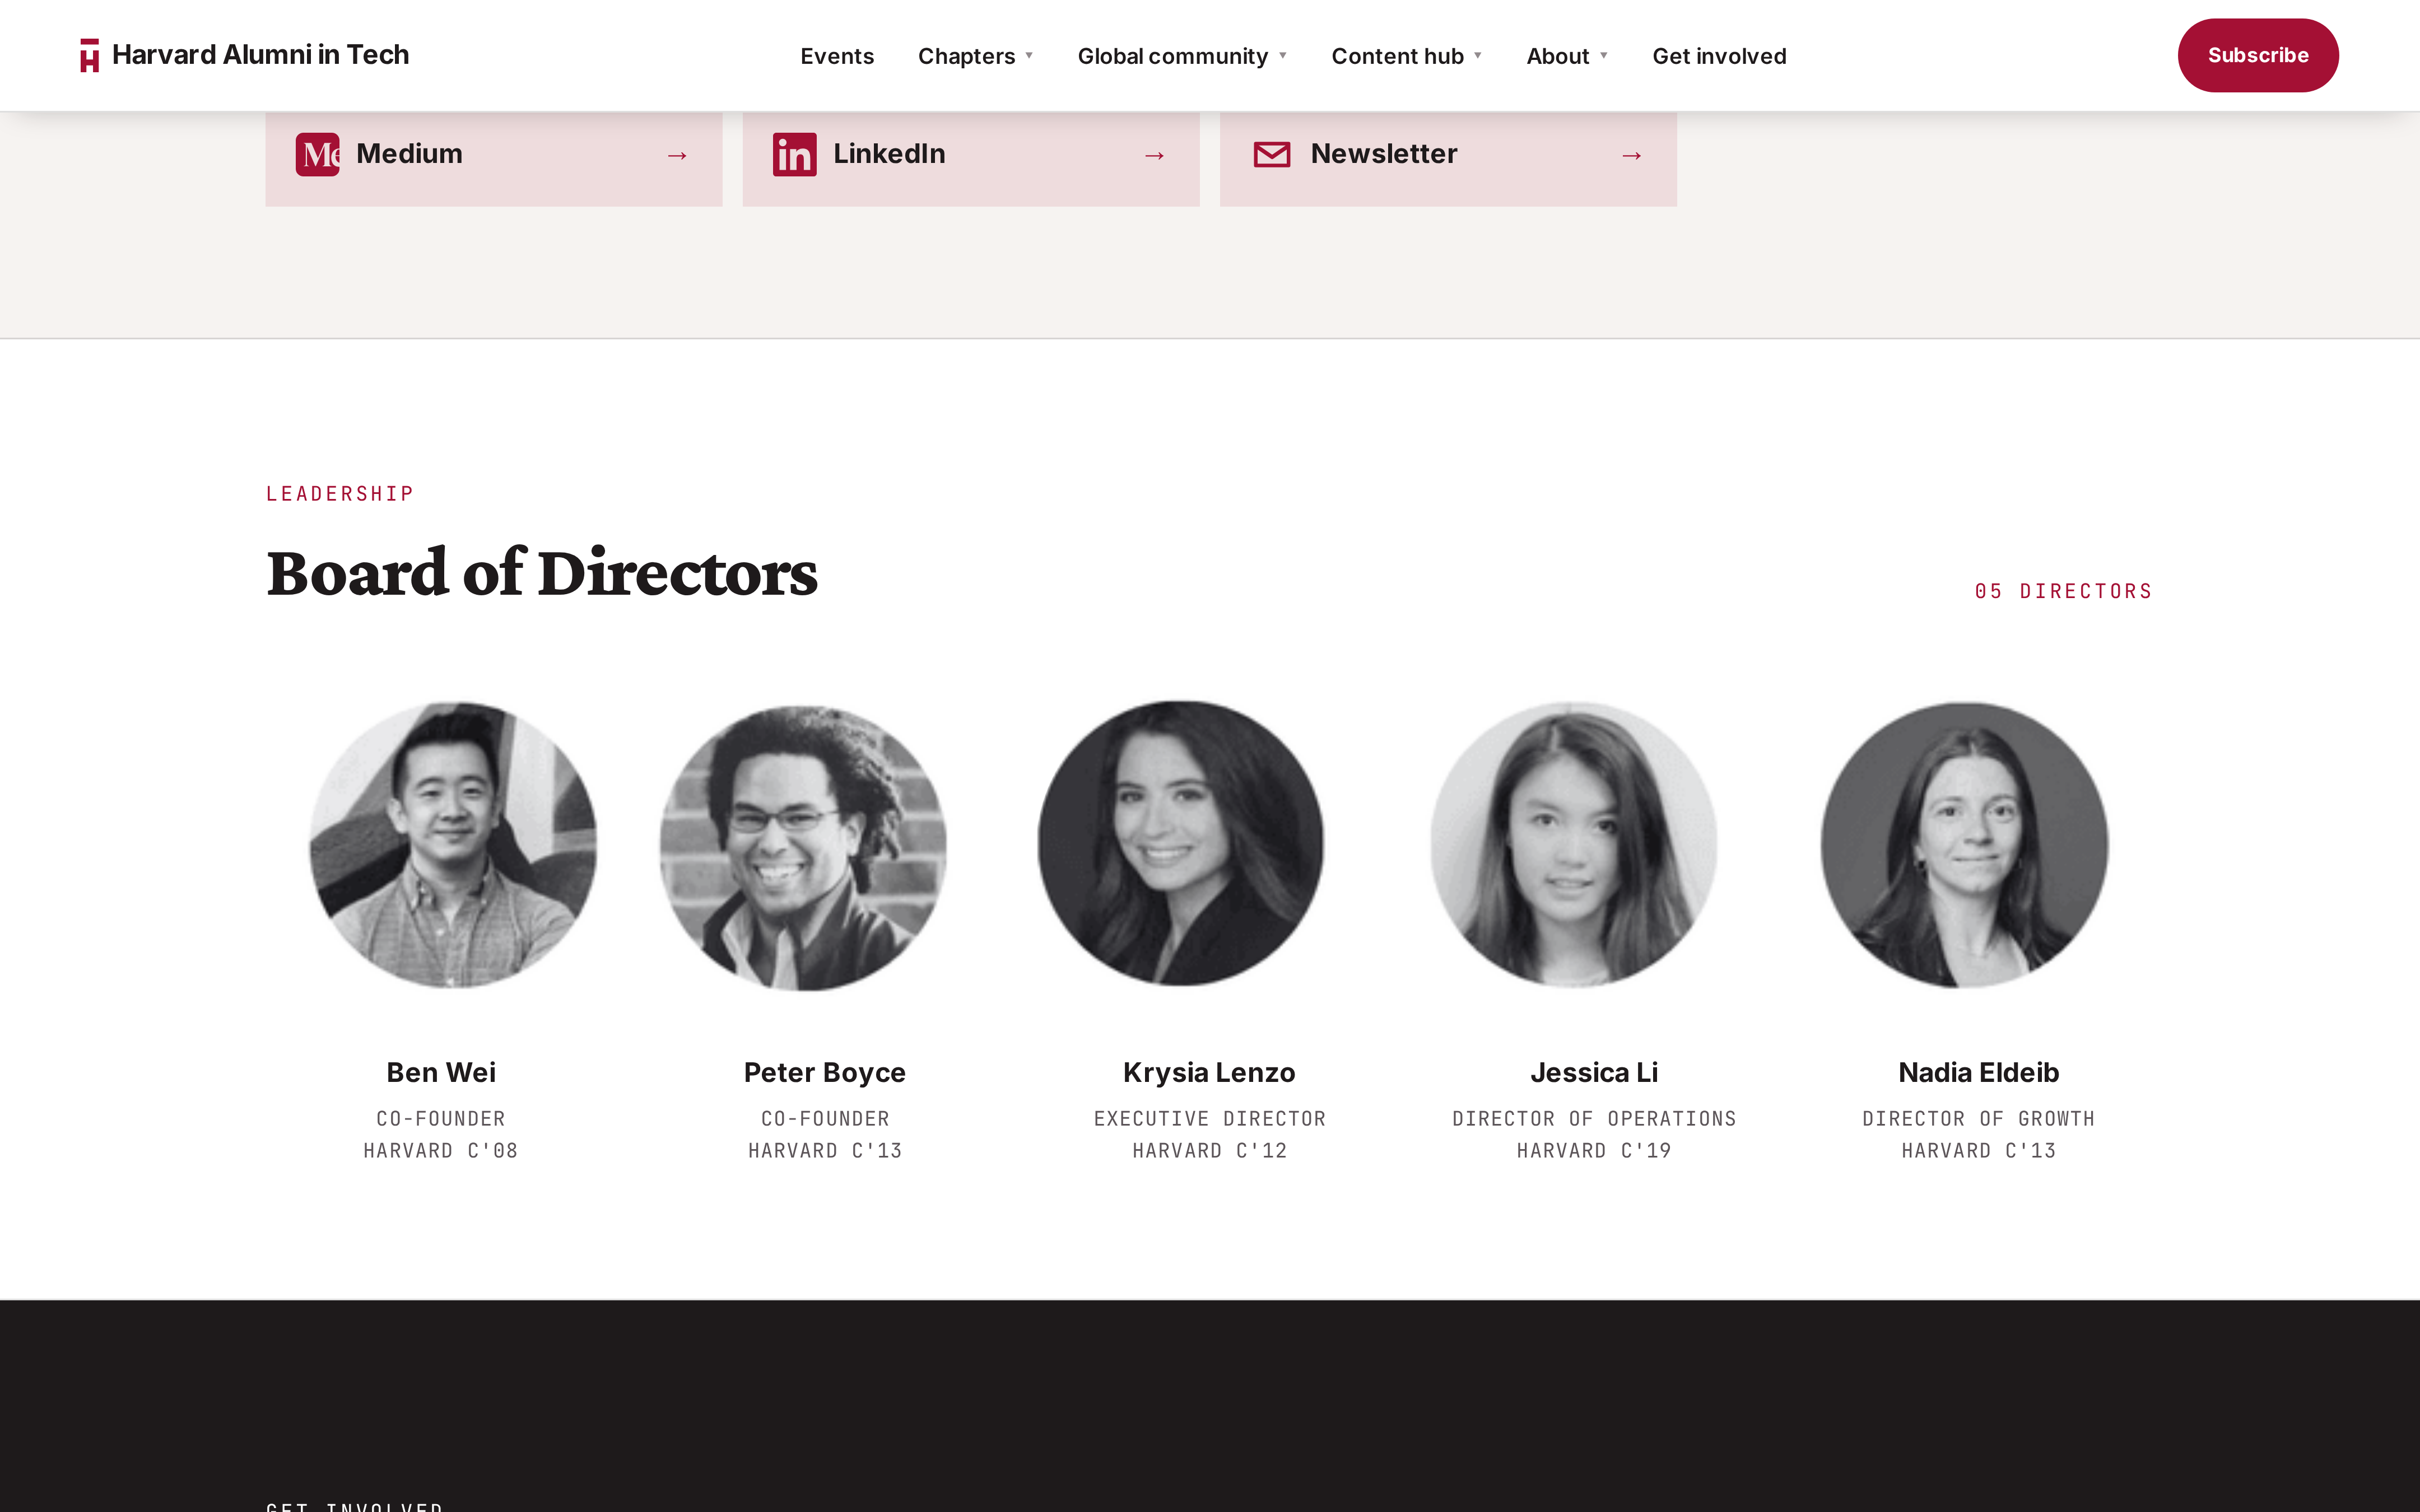 Harvard Alumni in Tech
Events
Chapters
Global community
Content hub
About
Get involved
Subscribe
Medium →
LinkedIn →
Newsletter →
LEADERSHIP
Board of Directors
05 DIRECTORS
Ben Wei
CO-FOUNDER
HARVARD C'08
Peter Boyce
CO-FOUNDER
HARVARD C'13
Krysia Lenzo
EXECUTIVE DIRECTOR
HARVARD C'12
Jessica Li
DIRECTOR OF OPERATIONS
HARVARD C'19
Nadia Eldeib
DIRECTOR OF GROWTH
HARVARD C'13
GET INVOLVED